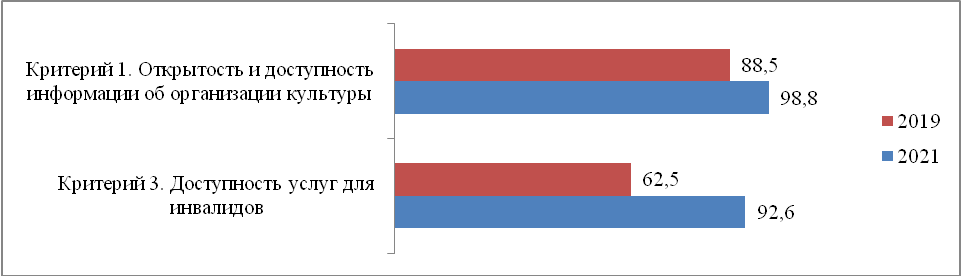 Критерий 1. Открытость и доступность
информации об организации культуры
88,5
98,8
2019
2021
Критерий 3. Доступность услуг для
инвалидов
62,5
92,6